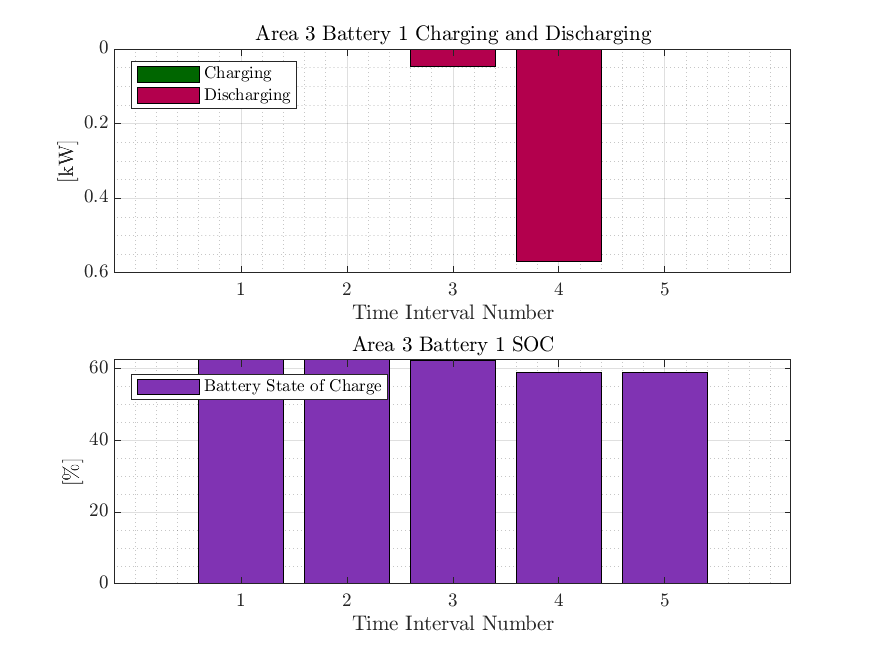 Area 3 Battery 1 Charging and Discharging
0
0.2
0.4
0.6
[kW]
Charging
Discharging
1 2 3 4 5
Time Interval Number
Area 3 Battery 1 SOC
60
40
20
0
[%]
Battery State of Charge
1 2 3 4 5
Time Interval Number